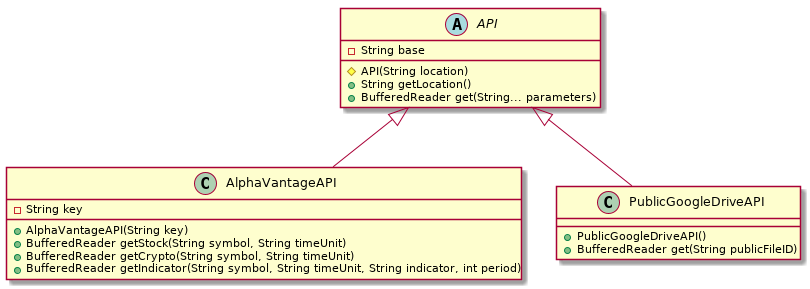 A API
String base
API(String location)
String getLocation()
BufferedReader get(String... parameters)
C AlphaVantageAPI
String key
AlphaVantageAPI(String key)
BufferedReader getStock(String symbol, String timeUnit)
BufferedReader getCrypto(String symbol, String timeUnit)
BufferedReader getIndicator(String symbol, String timeUnit, String indicator, int period)
C PublicGoogleDriveAPI
PublicGoogleDriveAPI()
BufferedReader get(String publicFileID)